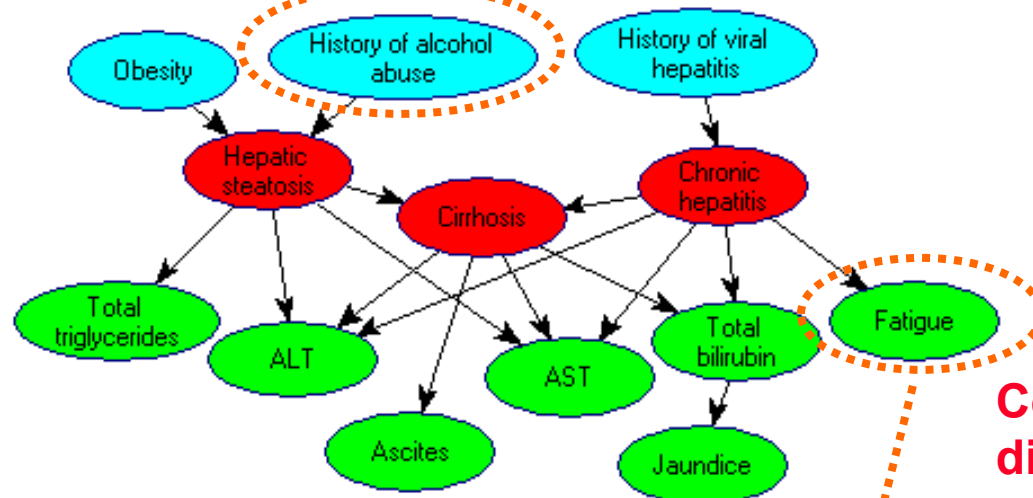 History of alcohol
abuse
History of viral
hepatitis
Obesity
Hepatic
steatosis
Chronic
hepatitis
Cirrhosis
Total
triglycerides
ALT
AST
Total
bilirubin
Fatigue
Ascites
Jaundice